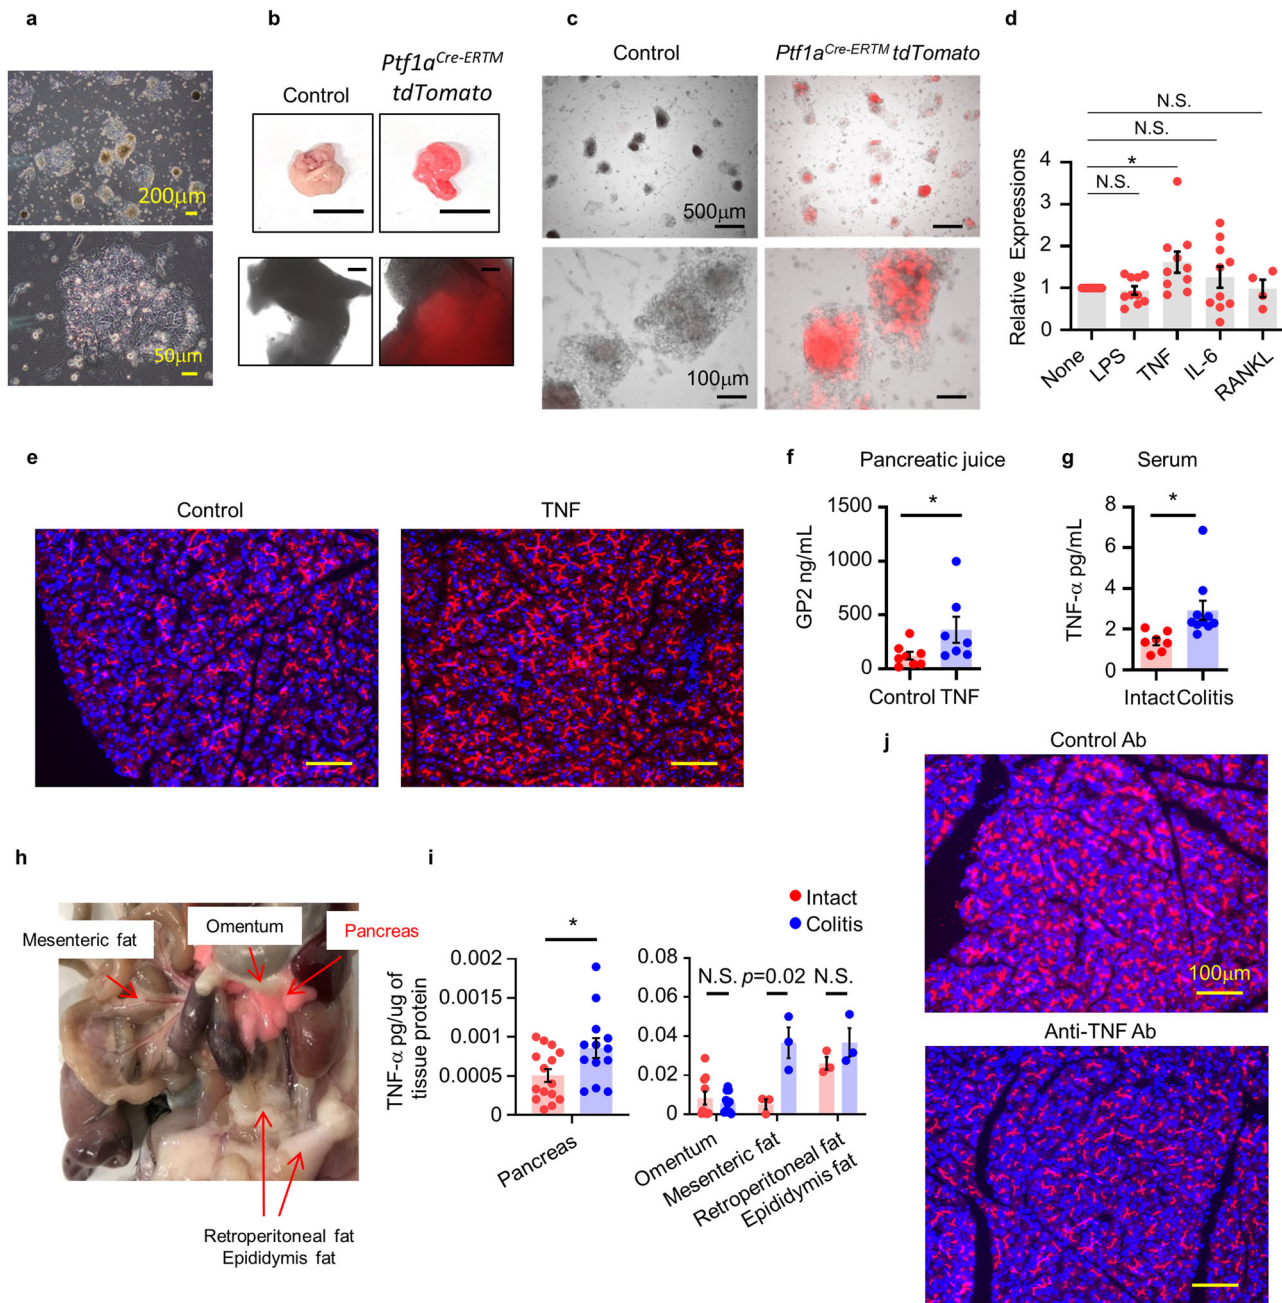 a
200μm
50μm
b
Control
Ptf1aCre-ERTM
tdTomato
c
Control
Ptf1aCre-ERTM tdTomato
500μm
100μm
d
N.S.
N.S.
*
N.S.
Relative Expressions
4
3
2
1
0
None
LPS
TNF
IL-6
RANKL
e
Control
TNF
f
Pancreatic juice
*
GP2 ng/mL
1500
1000
500
0
Control TNF
g
Serum
*
TNF-α pg/mL
8
6
4
2
0
Intact Colitis
h
Mesenteric fat
Omentum
Pancreas
Retroperitoneal fat
Epididymis fat
i
Intact
Colitis
*
TNF-α pg/ug of
tissue protein
0.002
0.0015
0.001
0.0005
0
Pancreas
N.S. p=0.02 N.S.
0.08
0.06
0.04
0.02
0
Omentum
Mesenteric fat
Retroperitoneal fat
Epididymis fat
j
Control Ab
100μm
Anti-TNF Ab